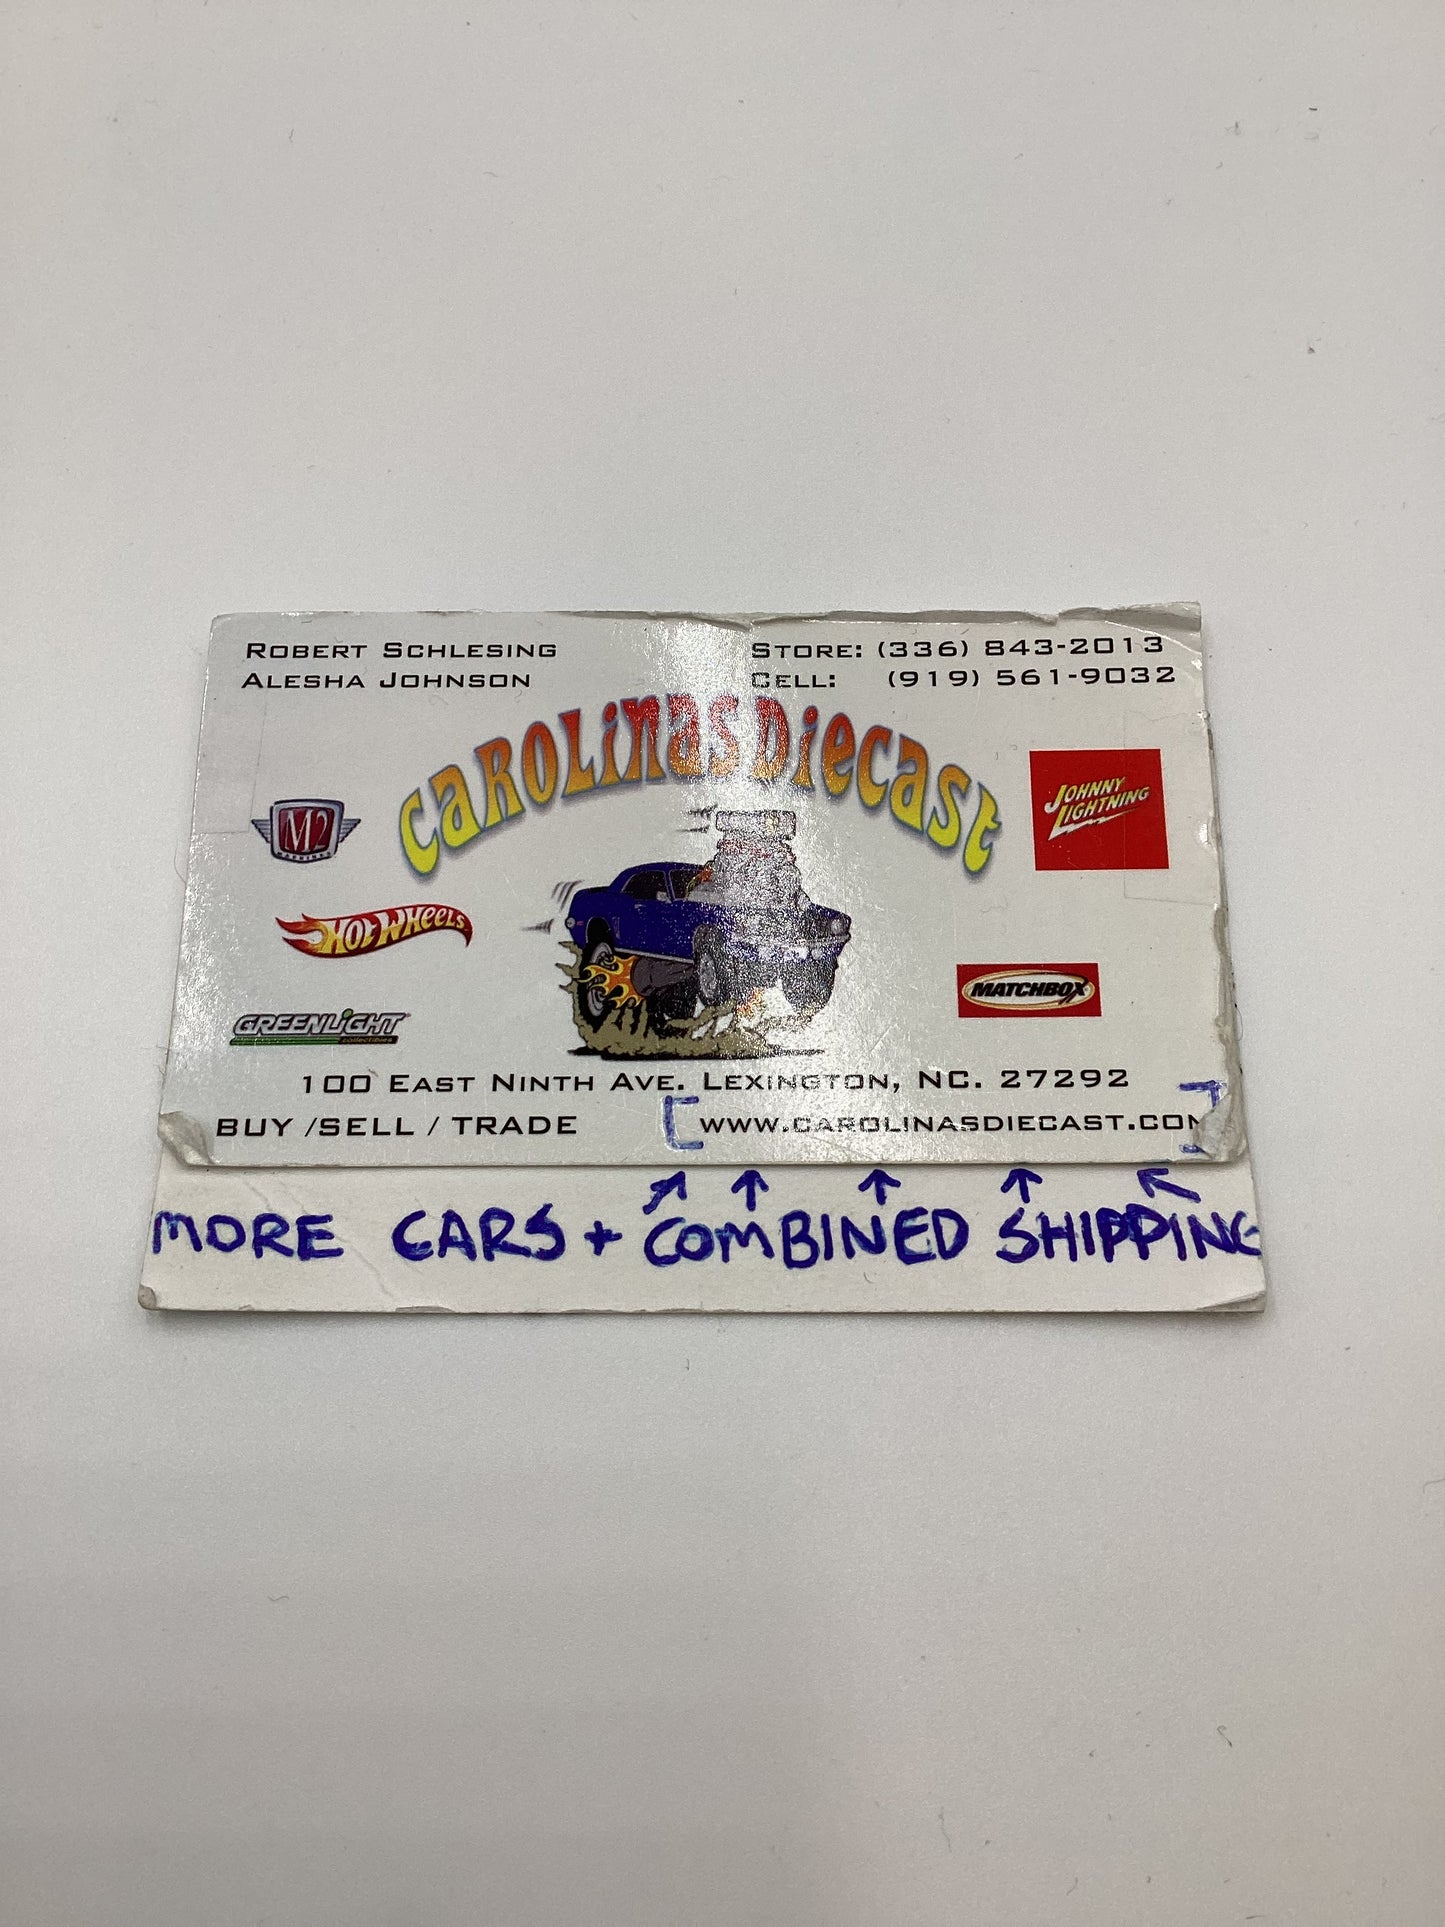 ROBERT SCHLESING
ALESHA JOHNSON
STORE: (336) 843-2013
CELL: (919) 561-9032
CAROLINAS DIECAST
M2
MACHINES
JOHNNY
LIGHTNING
HOT WHEELS
MATCHBOX
GREENLIGHT
collectibles
100 EAST NINTH AVE. LEXINGTON, NC. 27292
BUY /SELL / TRADE
[WWW.CAROLINASDIECAST.COM]
MORE CARS + COMBINED SHIPPING